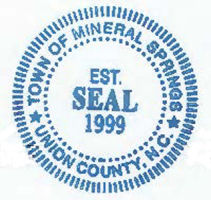 TOWN OF MINERAL SPRINGS
EST.
SEAL
1999
★ UNION COUNTY, N.C. ★